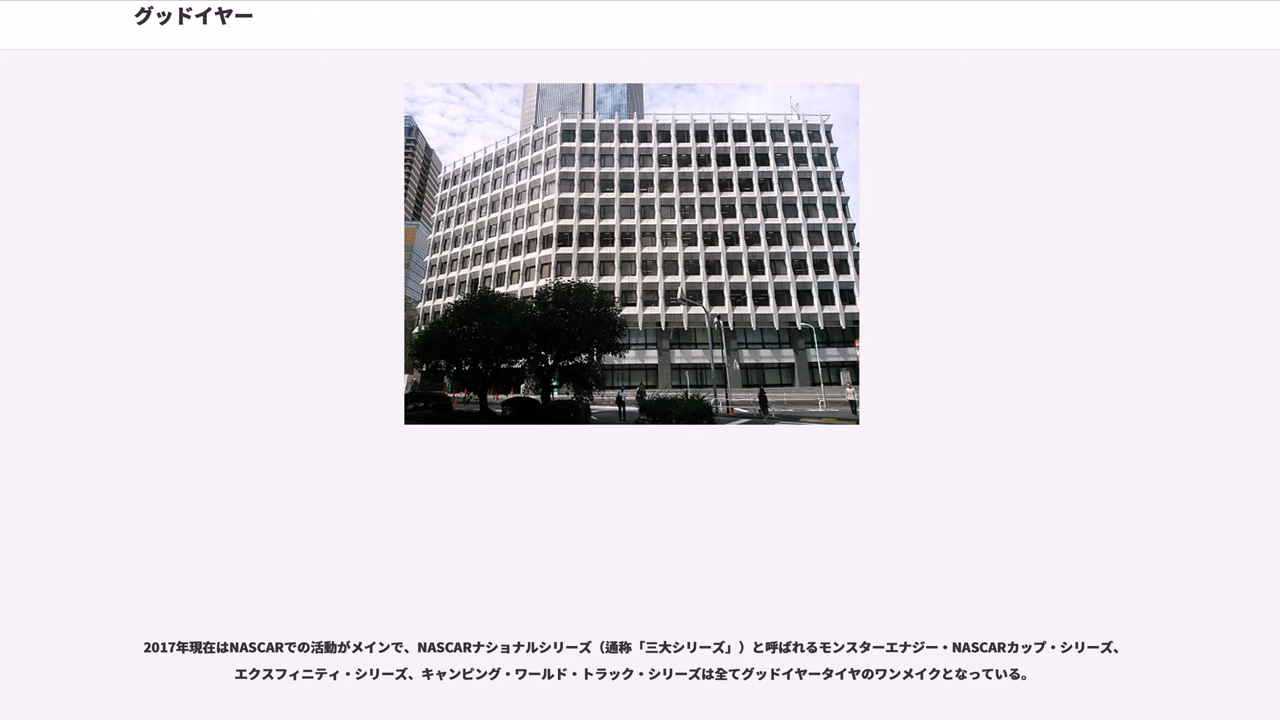 グッドイヤー
2017年現在はNASCARでの活動がメインで、NASCARナショナルシリーズ（通称「三大シリーズ」）と呼ばれるモンスターエナジー・NASCARカップ・シリーズ、
エクスフィニティ・シリーズ、キャンピング・ワールド・トラック・シリーズは全てグッドイヤータイヤのワンメイクとなっている。